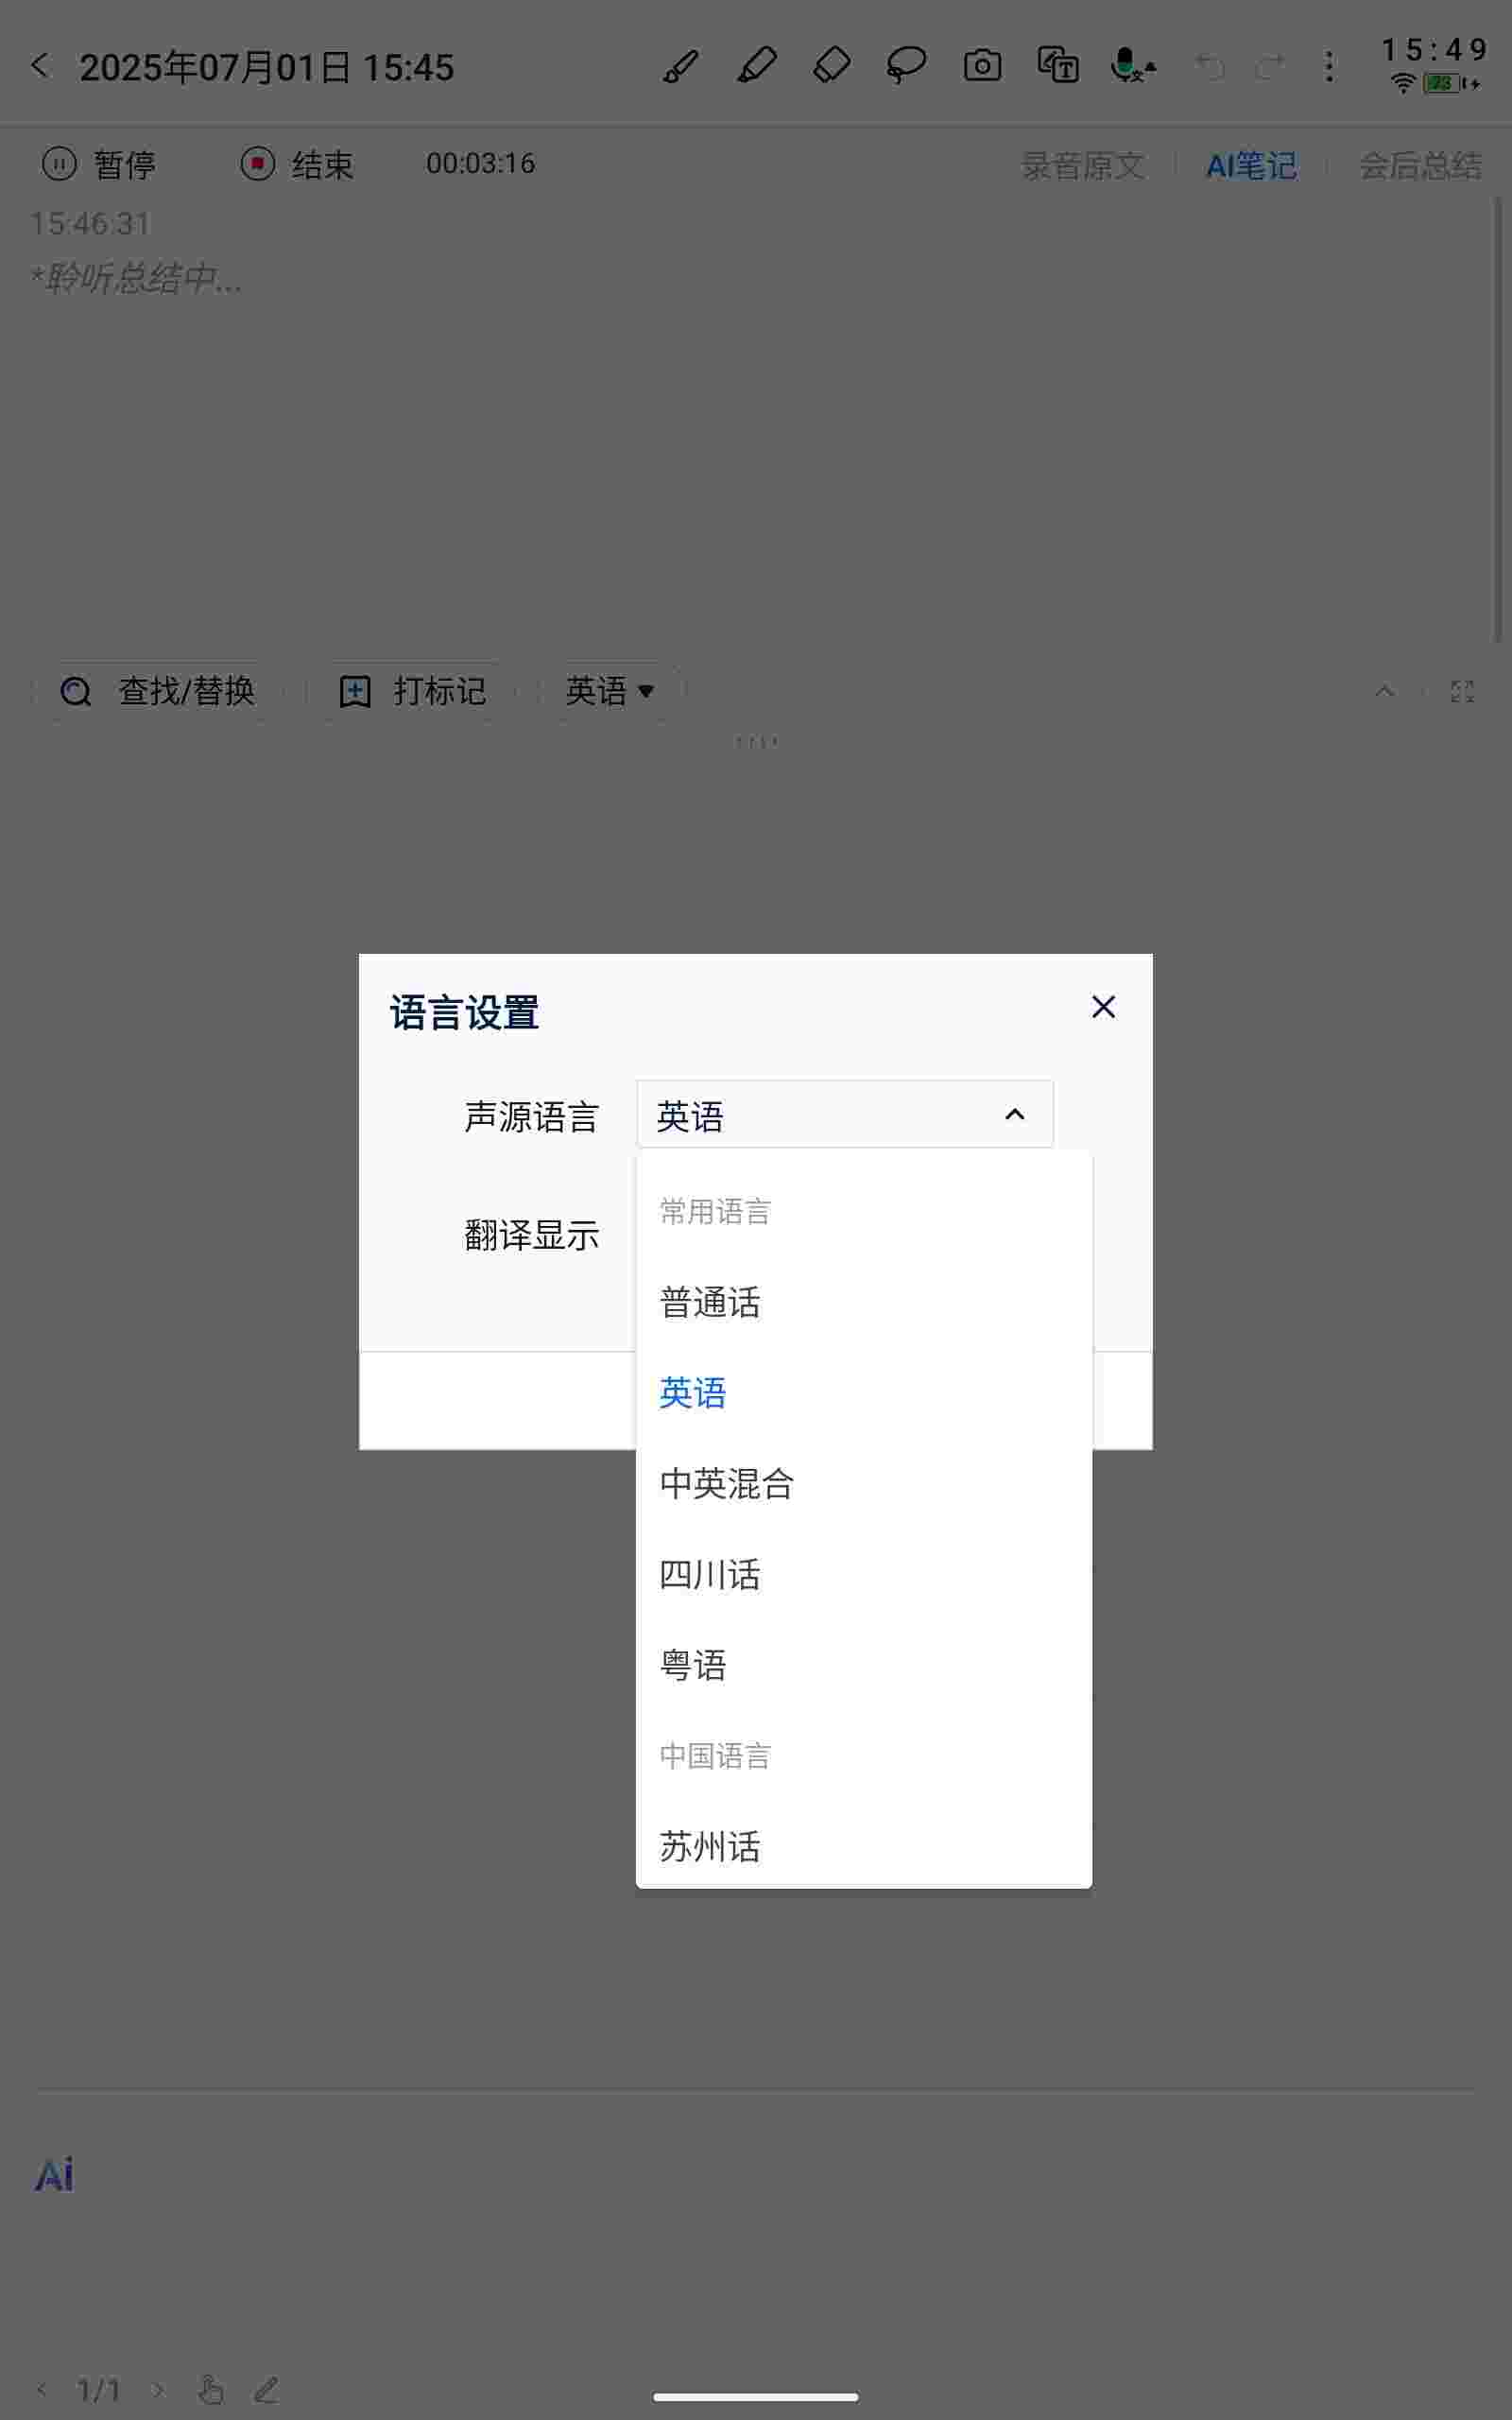 2025年07月01日 15:45
15:49
23
暂停 结束 00:03:16 录音原文 AI笔记 会后总结
15:46:31
*聆听总结中...
查找/替换 打标记 英语
语言设置
声源语言 英语
翻译显示
常用语言
普通话
英语
中英混合
四川话
粤语
中国语言
苏州话
Ai
1/1